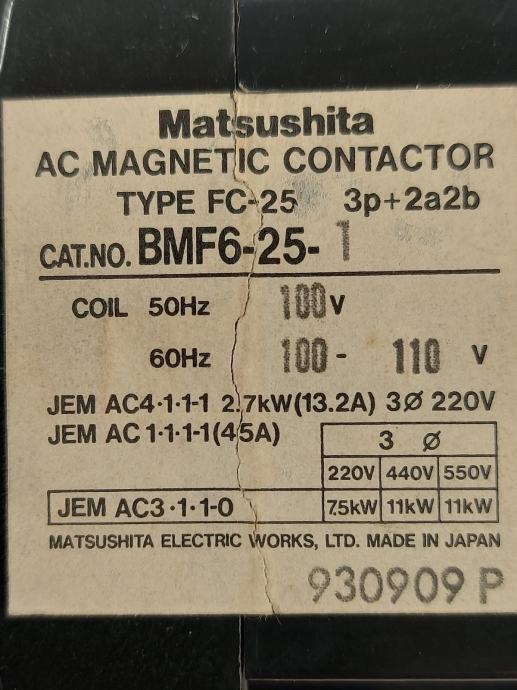 Matsushita
AC MAGNETIC CONTACTOR
TYPE FC-25 3p+2a2b
CAT.NO. BMF6-25-1
COIL 50Hz 100V
60Hz 100- 110 V
JEM AC4·1·1-1 2.7kW(13.2A) 3Ø 220V
JEM AC1·1·1-1(45A)
3 Ø
220V 440V 550V
JEM AC3·1·1-0 7.5kW 11kW 11kW
MATSUSHITA ELECTRIC WORKS, LTD. MADE IN JAPAN
930909 P